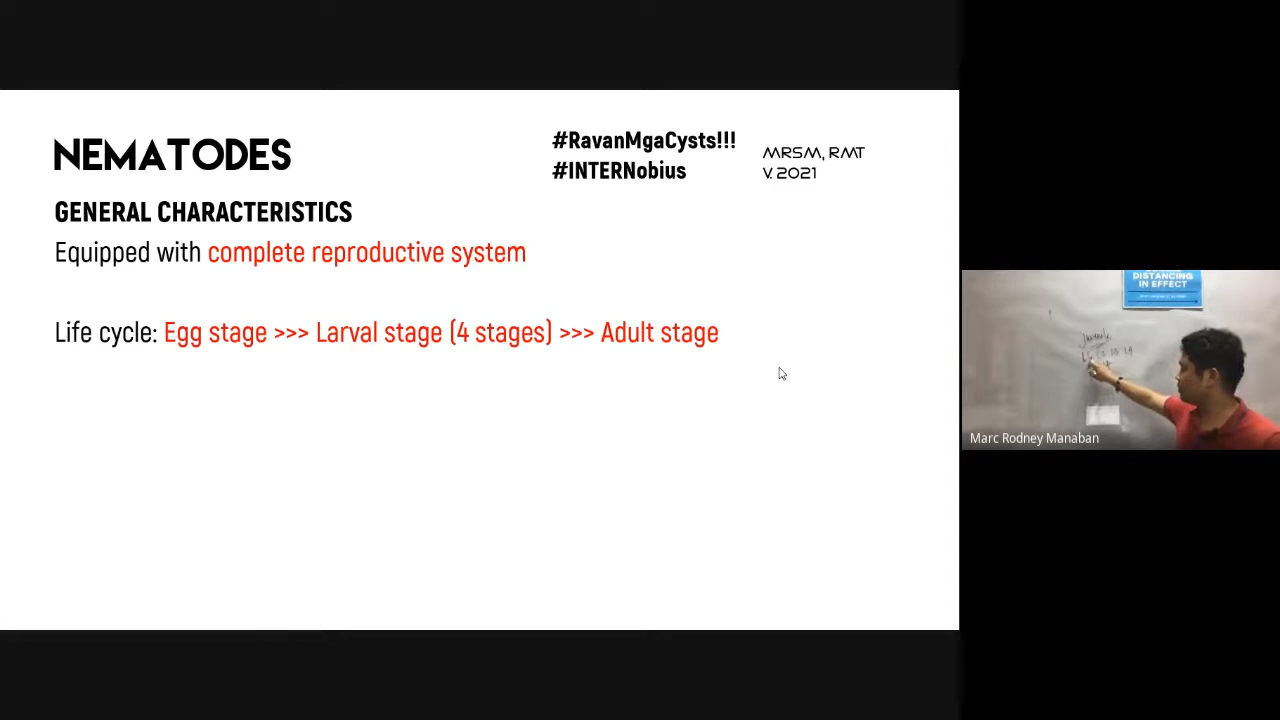 NEMATODES
#RavanMgaCysts!!!
#INTERNobius
MRSM, RMT
V. 2021
GENERAL CHARACTERISTICS
Equipped with complete reproductive system
Life cycle: Egg stage >>> Larval stage (4 stages) >>> Adult stage
DISTANCING
IN EFFECT
Marc Rodney Manaban